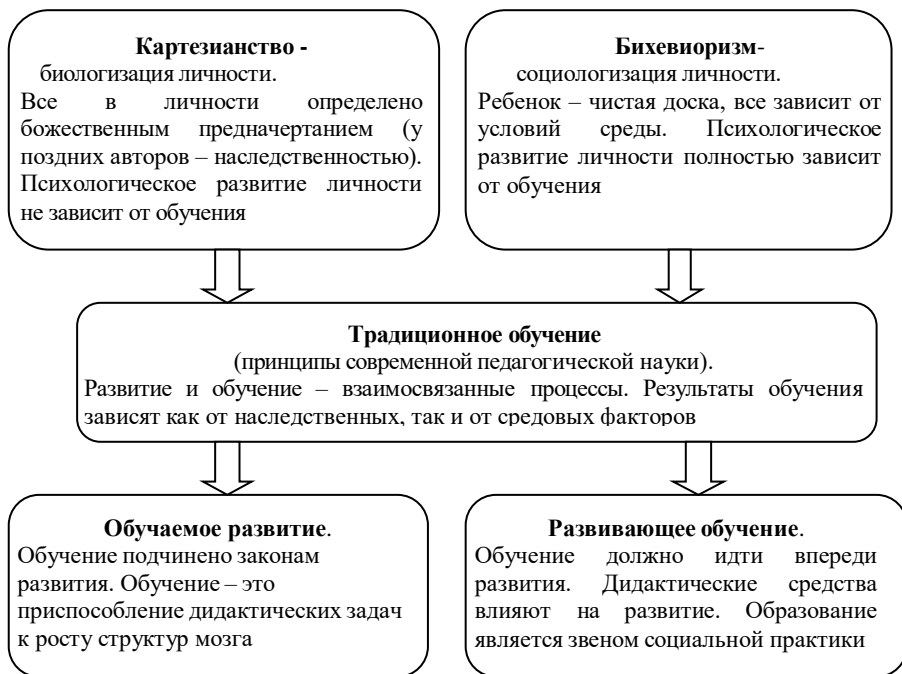 Картезианство -
биологизация личности.
Все в личности определено
божественным предначертанием (у
поздних авторов – наследственностью).
Психологическое развитие личности
не зависит от обучения
Бихевиоризм-
социологизация личности.
Ребенок – чистая доска, все зависит от
условий среды. Психологическое
развитие личности полностью зависит
от обучения
Традиционное обучение
(принципы современной педагогической науки).
Развитие и обучение – взаимосвязанные процессы. Результаты обучения
зависят как от наследственных, так и от средовых факторов
Обучаемое развитие.
Обучение подчинено законам
развития. Обучение – это
приспособление дидактических задач
к росту структур мозга
Развивающее обучение.
Обучение должно идти впереди
развития. Дидактические средства
влияют на развитие. Образование
является звеном социальной практики